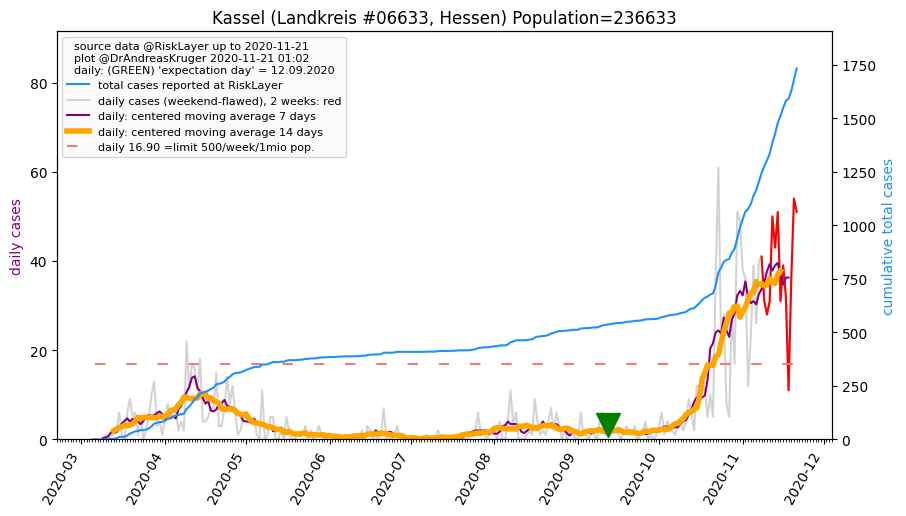 Kassel (Landkreis #06633, Hessen) Population=236633
source data @RiskLayer up to 2020-11-21
plot @DrAndreasKruger 2020-11-21 01:02
daily: (GREEN) 'expectation day' = 12.09.2020
total cases reported at RiskLayer
daily cases (weekend-flawed), 2 weeks: red
daily: centered moving average 7 days
daily: centered moving average 14 days
daily 16.90 =limit 500/week/1mio pop.
daily cases
80
60
40
20
0
cumulative total cases
1750
1500
1250
1000
750
500
250
0
2020-03
2020-04
2020-05
2020-06
2020-07
2020-08
2020-09
2020-10
2020-11
2020-12